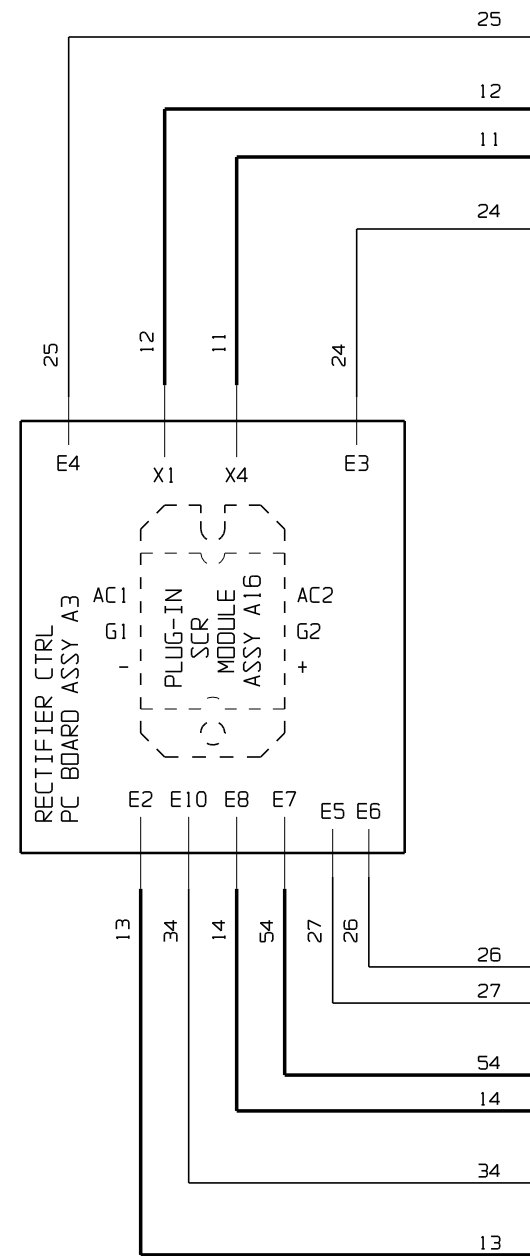 25
12
11
24
25
12
11
24
E4
X1
X4
E3
AC1
G1
-
PLUG-IN
SCR
MODULE
ASSY A16
AC2
G2
+
RECTIFIER CTRL
PC BOARD ASSY A3
E2
E10
E8
E7
E5
E6
13
34
14
54
27
26
26
27
54
14
34
13